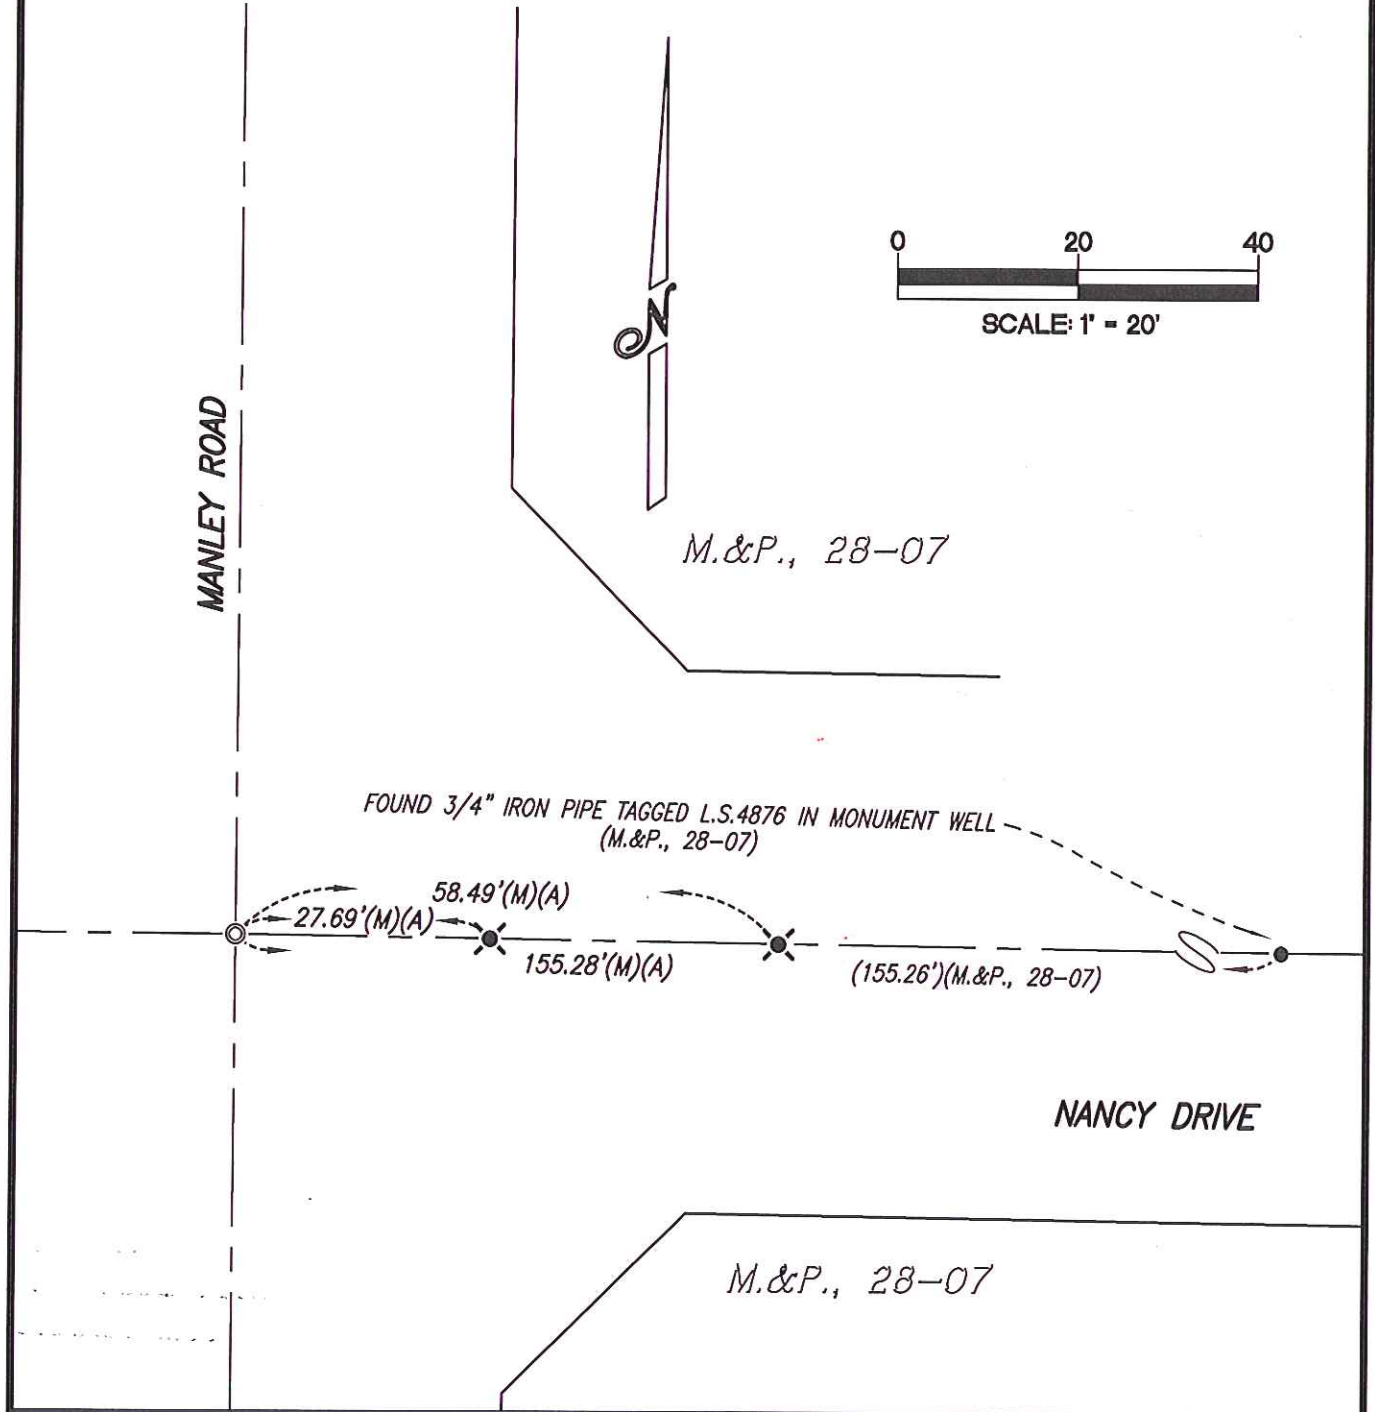 0 20 40
SCALE: 1' = 20'
N
MANLEY ROAD
M.&P., 28-07
FOUND 3/4" IRON PIPE TAGGED L.S.4876 IN MONUMENT WELL
(M.&P., 28-07)
58.49'(M)(A)
27.69'(M)(A)
155.28'(M)(A)
(155.26')(M.&P., 28-07)
NANCY DRIVE
M.&P., 28-07